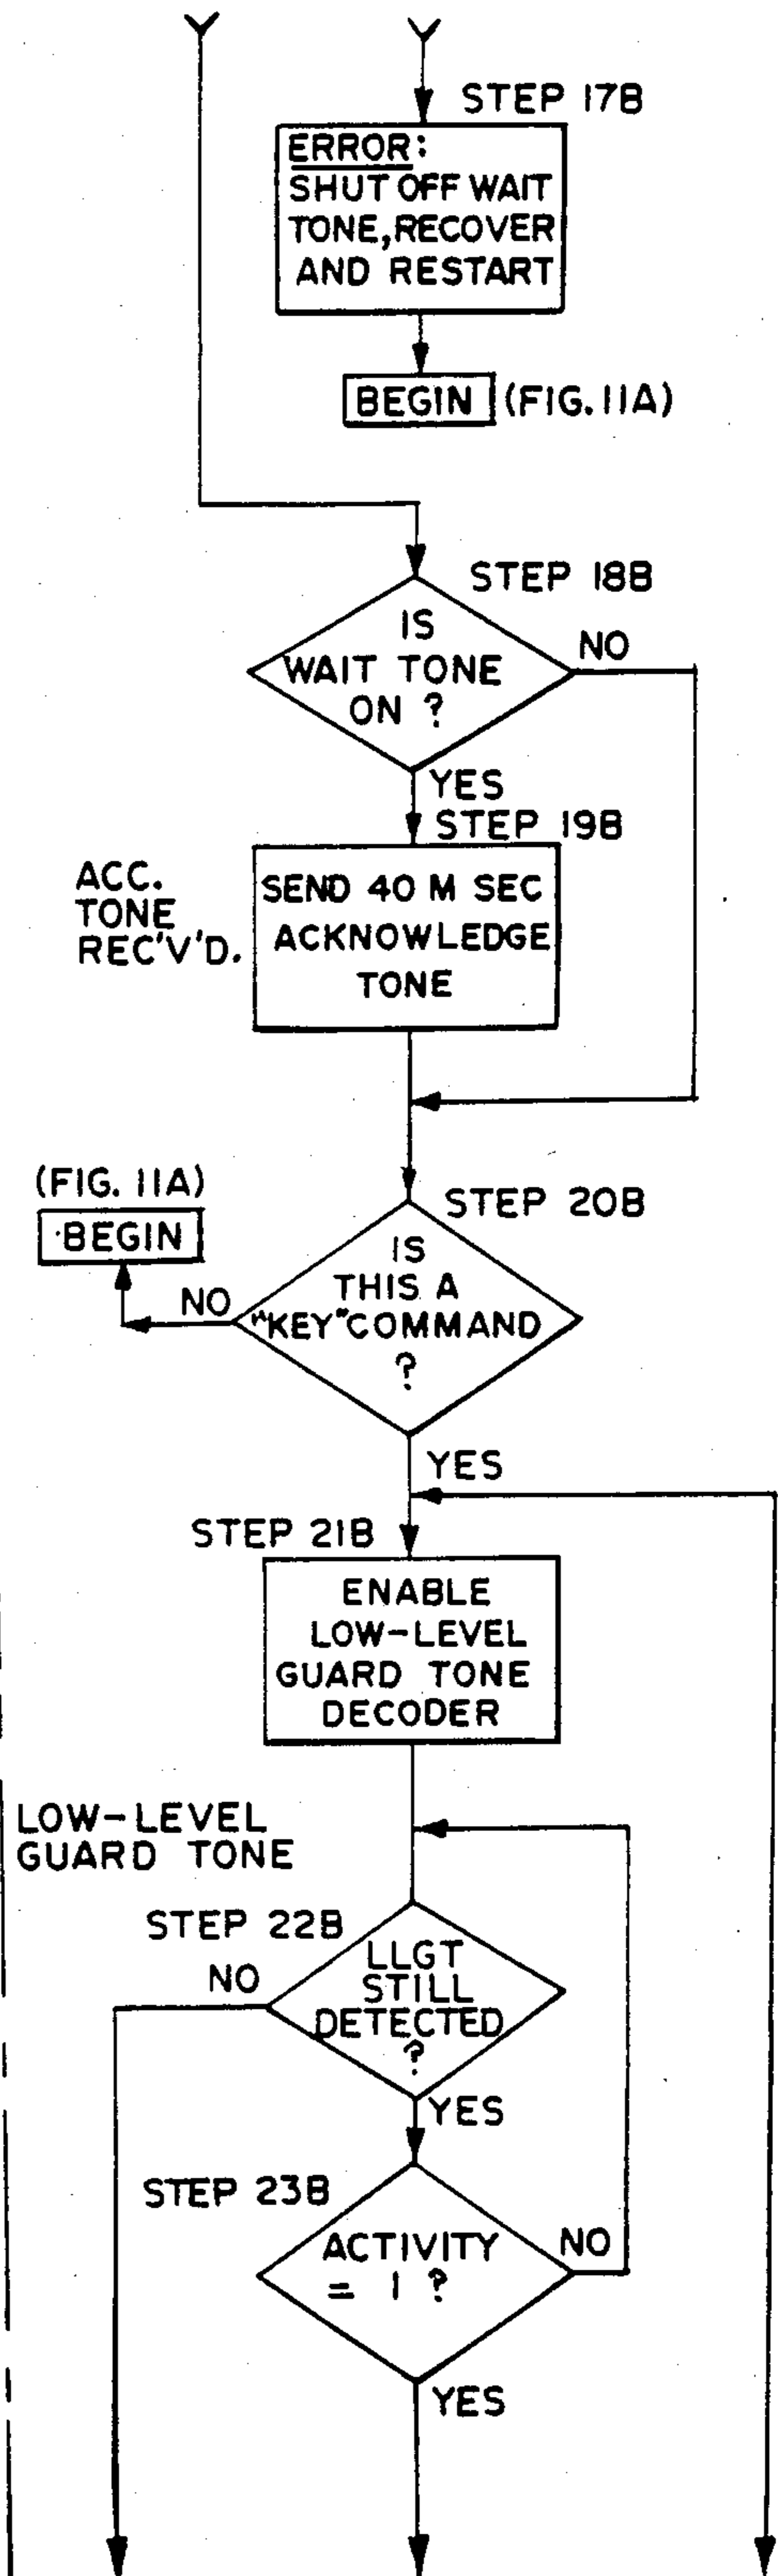 STEP 17B
ERROR:
SHUT OFF WAIT
TONE, RECOVER
AND RESTART
BEGIN (FIG. 11A)
STEP 18B
IS
WAIT TONE
ON ?
NO
YES
STEP 19B
ACC.
TONE
REC'V'D.
SEND 40 M SEC
ACKNOWLEDGE
TONE
(FIG. 11A)
BEGIN
STEP 20B
IS
THIS A
"KEY" COMMAND
?
NO
YES
STEP 21B
ENABLE
LOW-LEVEL
GUARD TONE
DECODER
LOW-LEVEL
GUARD TONE
STEP 22B
NO
LLGT
STILL
DETECTED
?
YES
STEP 23B
ACTIVITY
= 1 ?
NO
YES